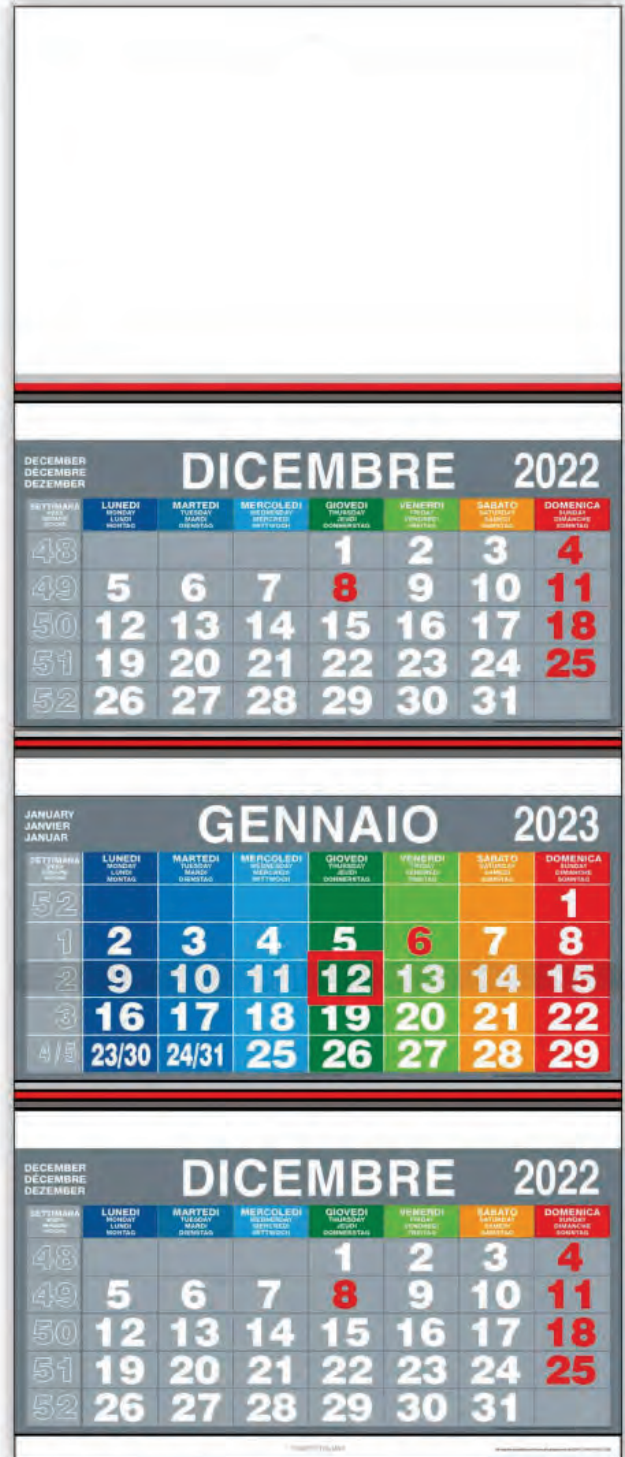 DECEMBER
DÉCEMBRE
DEZEMBER
DICEMBRE 2022
SETTIMANA LUNEDI MARTEDI MERCOLEDI GIOVEDI VENERDI SABATO DOMENICA
MONDAY TUESDAY WEDNESDAY THURSDAY FRIDAY SATURDAY SUNDAY
LUNDI MARDI MERCREDI JEUDI VENDREDI SAMEDI DIMANCHE
MONTAG DIENSTAG MITTWOCH DONNERSTAG FREITAG SAMSTAG SONNTAG
48 1 2 3 4
49 5 6 7 8 9 10 11
50 12 13 14 15 16 17 18
51 19 20 21 22 23 24 25
52 26 27 28 29 30 31
JANUARY
JANVIER
JANUAR
GENNAIO 2023
SETTIMANA LUNEDI MARTEDI MERCOLEDI GIOVEDI VENERDI SABATO DOMENICA
MONDAY TUESDAY WEDNESDAY THURSDAY FRIDAY SATURDAY SUNDAY
LUNDI MARDI MERCREDI JEUDI VENDREDI SAMEDI DIMANCHE
MONTAG DIENSTAG MITTWOCH DONNERSTAG FREITAG SAMSTAG SONNTAG
52 1
1 2 3 4 5 6 7 8
2 9 10 11 12 13 14 15
3 16 17 18 19 20 21 22
4/5 23/30 24/31 25 26 27 28 29
DECEMBER
DÉCEMBRE
DEZEMBER
DICEMBRE 2022
SETTIMANA LUNEDI MARTEDI MERCOLEDI GIOVEDI VENERDI SABATO DOMENICA
MONDAY TUESDAY WEDNESDAY THURSDAY FRIDAY SATURDAY SUNDAY
LUNDI MARDI MERCREDI JEUDI VENDREDI SAMEDI DIMANCHE
MONTAG DIENSTAG MITTWOCH DONNERSTAG FREITAG SAMSTAG SONNTAG
48 1 2 3 4
49 5 6 7 8 9 10 11
50 12 13 14 15 16 17 18
51 19 20 21 22 23 24 25
52 26 27 28 29 30 31